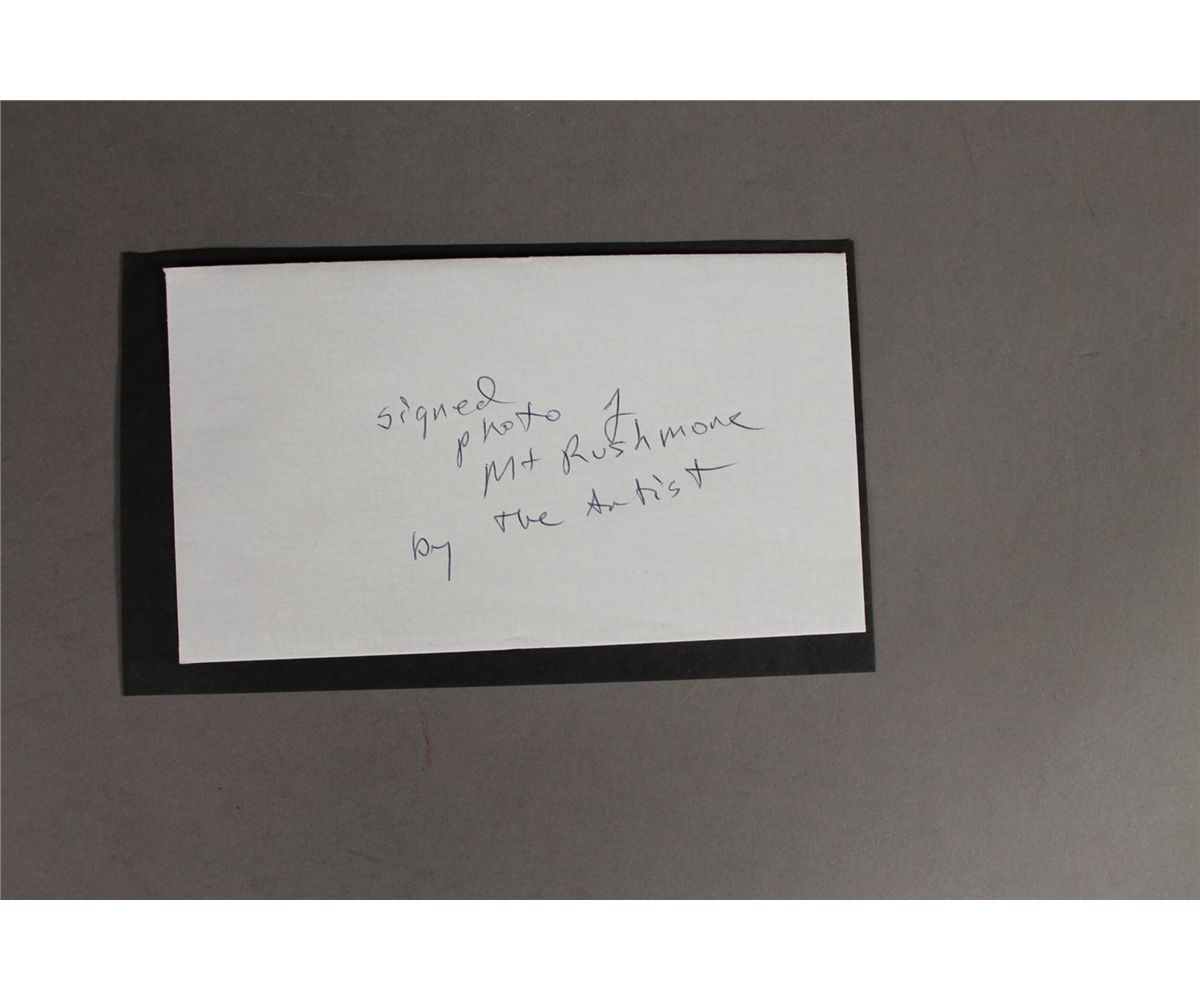 signed
photo of
Mt Rushmore
the Artist
by